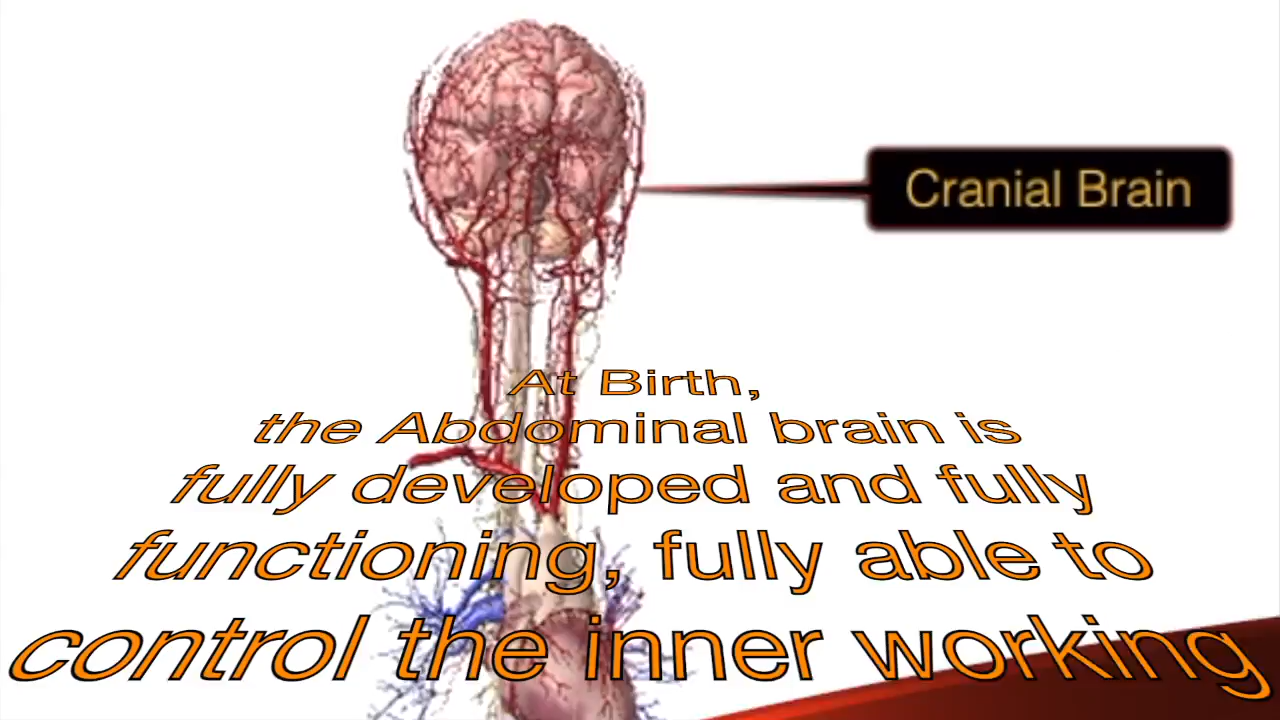 Cranial Brain
At Birth,
the Abdominal brain is
fully developed and fully
functioning, fully able to
control the inner working